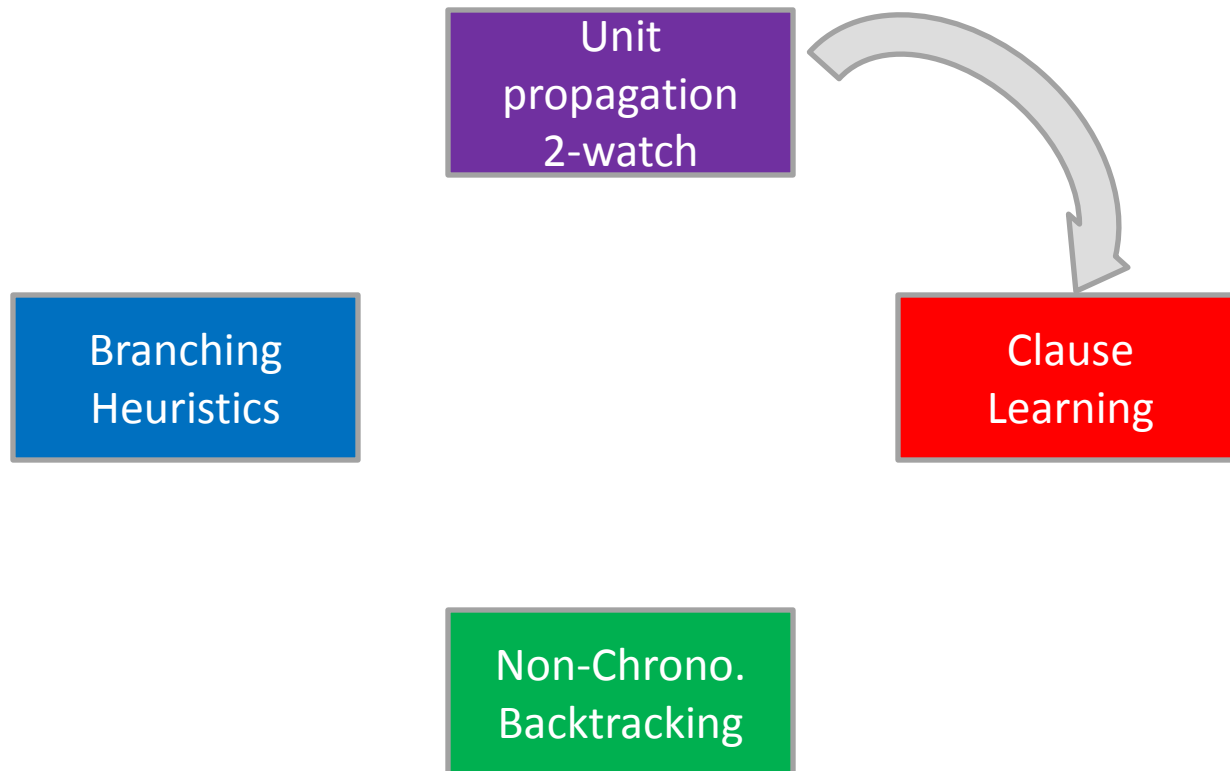 Unit
propagation
2-watch
Branching
Heuristics
Clause
Learning
Non-Chrono.
Backtracking